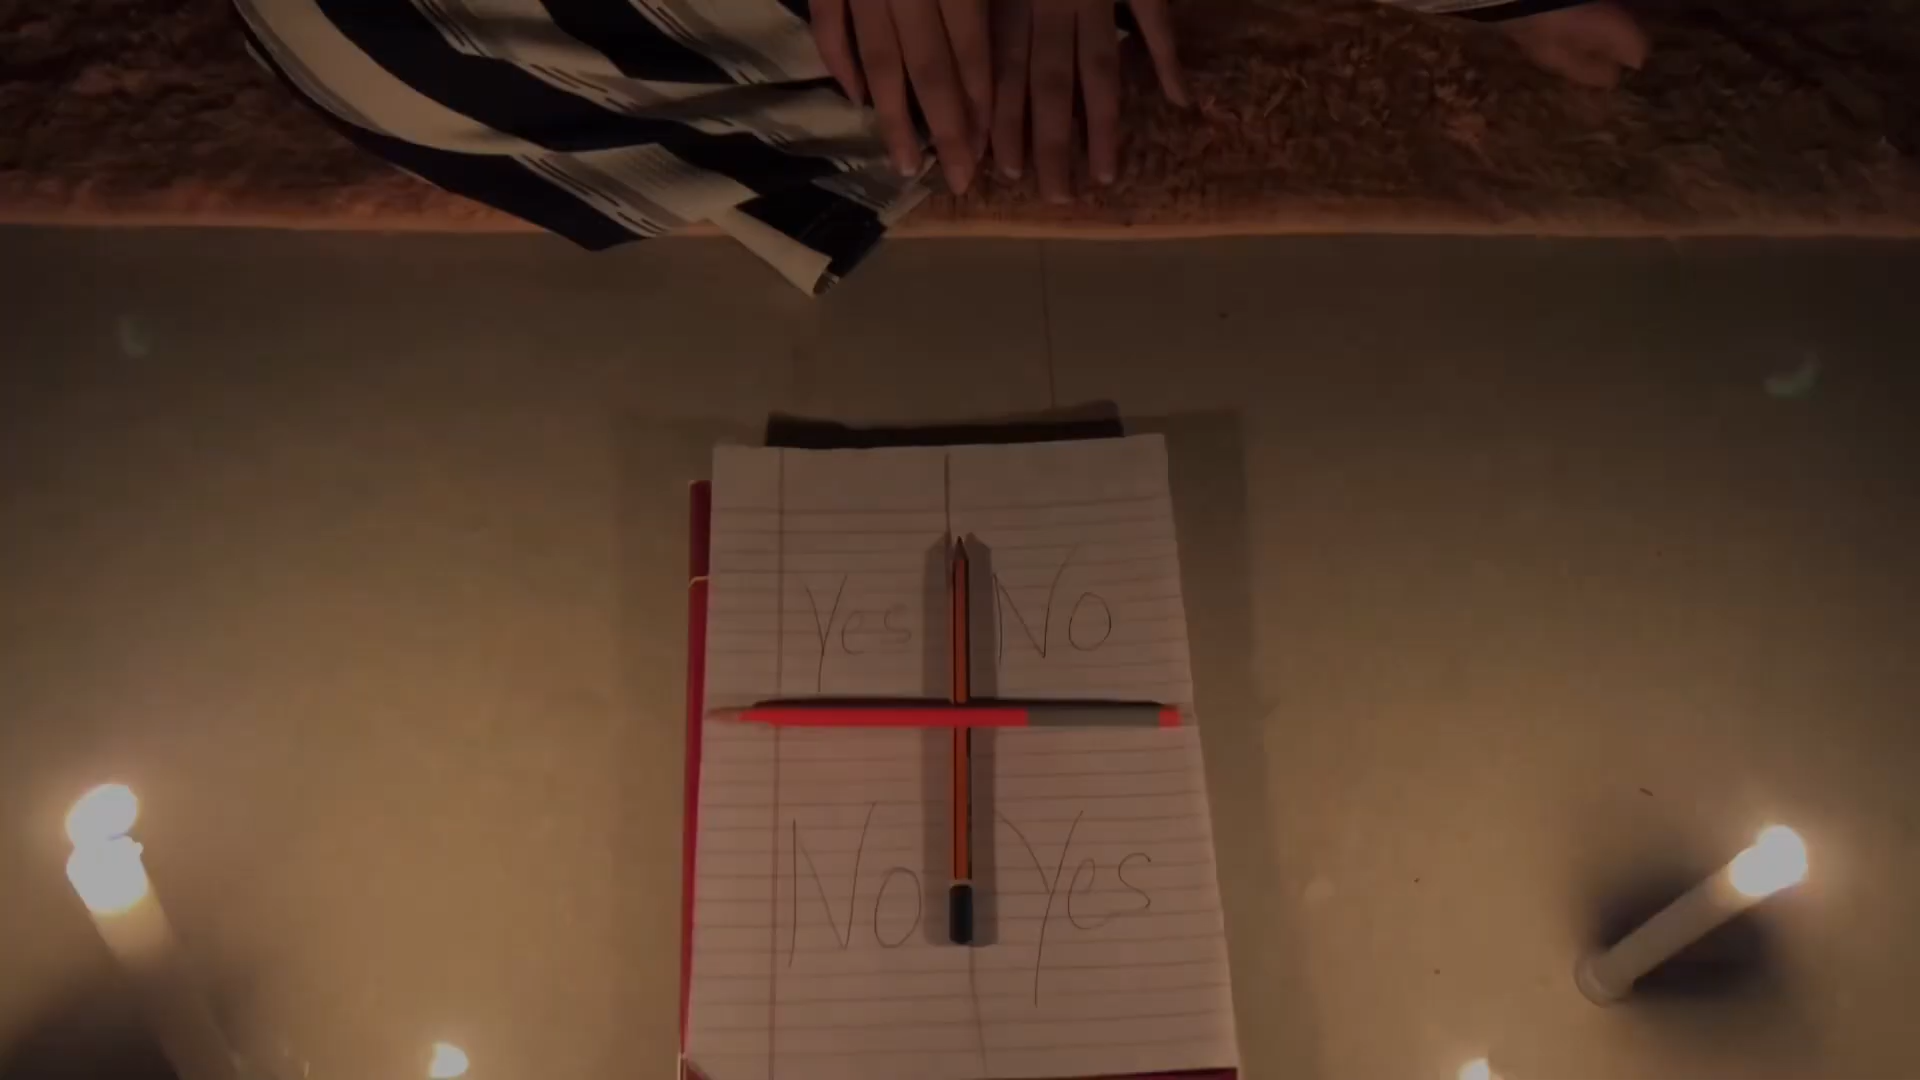 Yes No
No Yes